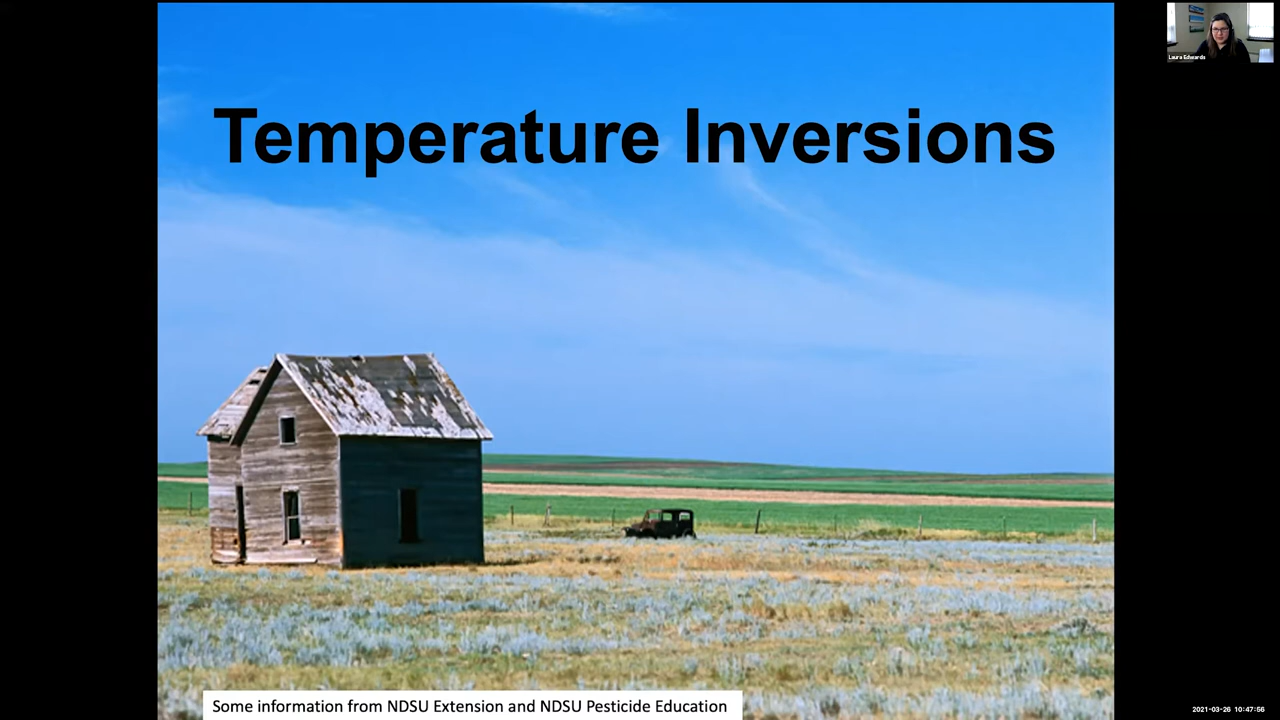 Temperature Inversions
Laura Edwards
Some information from NDSU Extension and NDSU Pesticide Education
2021-03-26 10:47:56